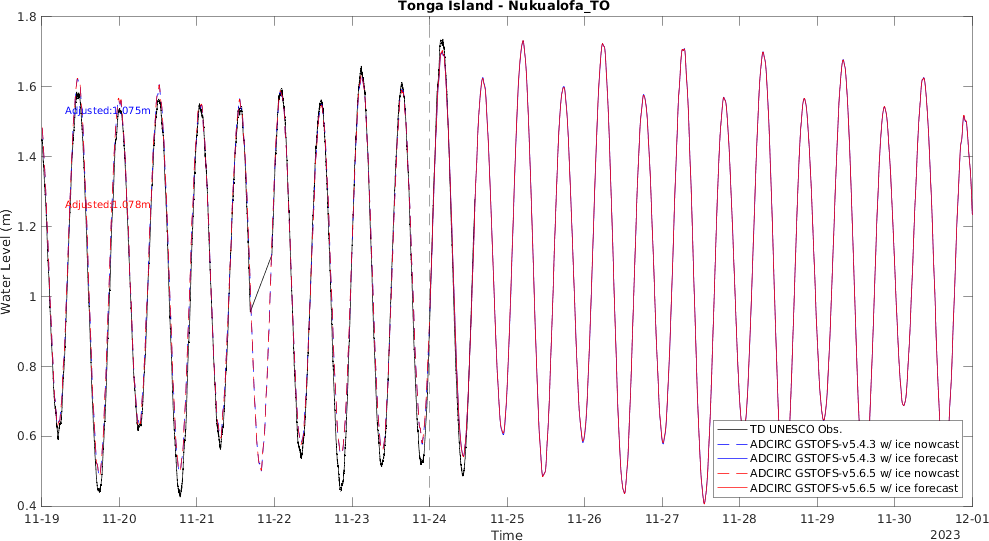 Tonga Island - Nukualofa_TO
1.8
1.6
1.4
1.2
1
0.8
0.6
0.4
Water Level (m)
Adjusted:1.075m
Adjusted:1.078m
TD UNESCO Obs.
ADCIRC GSTOFS-v5.4.3 w/ ice nowcast
ADCIRC GSTOFS-v5.4.3 w/ ice forecast
ADCIRC GSTOFS-v5.6.5 w/ ice nowcast
ADCIRC GSTOFS-v5.6.5 w/ ice forecast
11-19 11-20 11-21 11-22 11-23 11-24 11-25 11-26 11-27 11-28 11-29 11-30 12-01
Time
2023